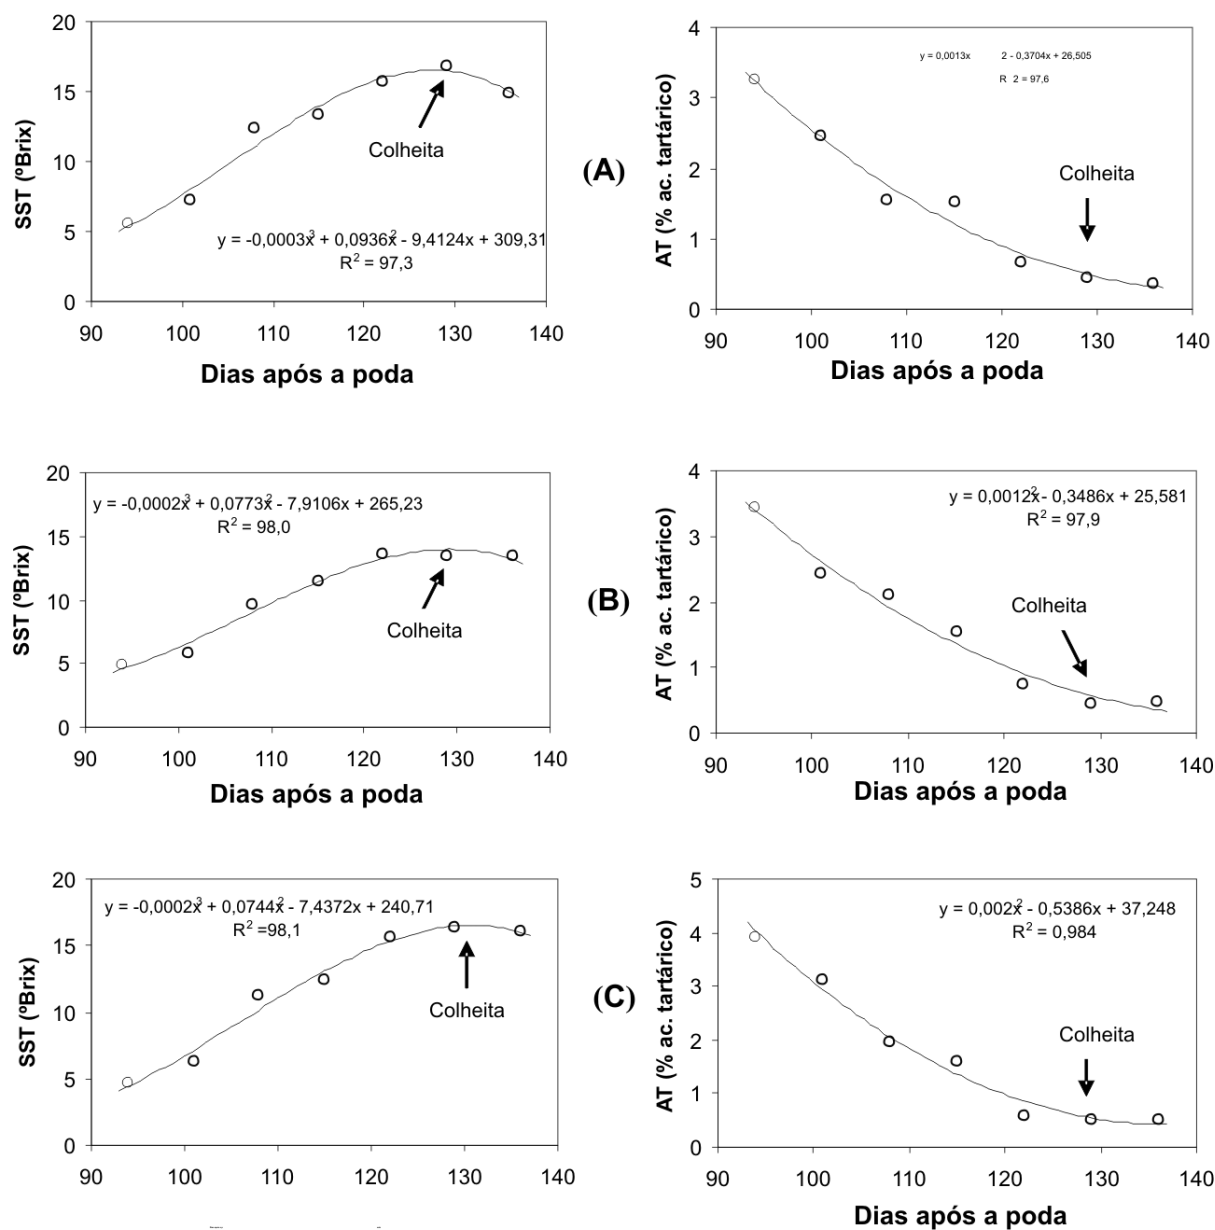 20
15
10
5
0
SST (ºBrix)
Colheita
y = -0,0003x³ + 0,0936x² - 9,4124x + 309,31
R² = 97,3
90 100 110 120 130 140
Dias após a poda
(A)
4
3
2
1
0
AT (% ac. tartárico)
y = 0,0013x 2 - 0,3704x + 26,505
R 2 = 97,6
Colheita
90 100 110 120 130 140
Dias após a poda
20
15
10
5
0
SST (ºBrix)
y = -0,0002x³ + 0,0773x² - 7,9106x + 265,23
R² = 98,0
Colheita
90 100 110 120 130 140
Dias após a poda
(B)
4
3
2
1
0
AT (% ac. tartárico)
y = 0,0012x² - 0,3486x + 25,581
R² = 97,9
Colheita
90 100 110 120 130 140
Dias após a poda
20
15
10
5
0
SST (ºBrix)
y = -0,0002x³ + 0,0744x² - 7,4372x + 240,71
R² =98,1
Colheita
90 100 110 120 130 140
(C)
5
4
3
2
1
0
AT (% ac. tartárico)
y = 0,002x² - 0,5386x + 37,248
R² = 0,984
Colheita
90 100 110 120 130 140
Dias após a poda